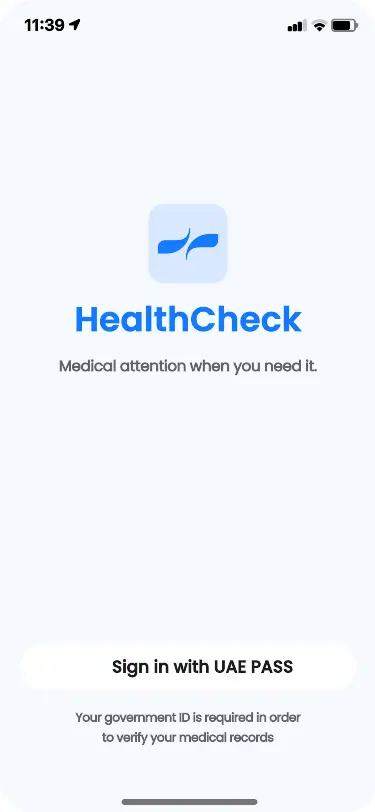 11:39
HealthCheck
Medical attention when you need it.
Sign in with UAE PASS
Your government ID is required in order
to verify your medical records